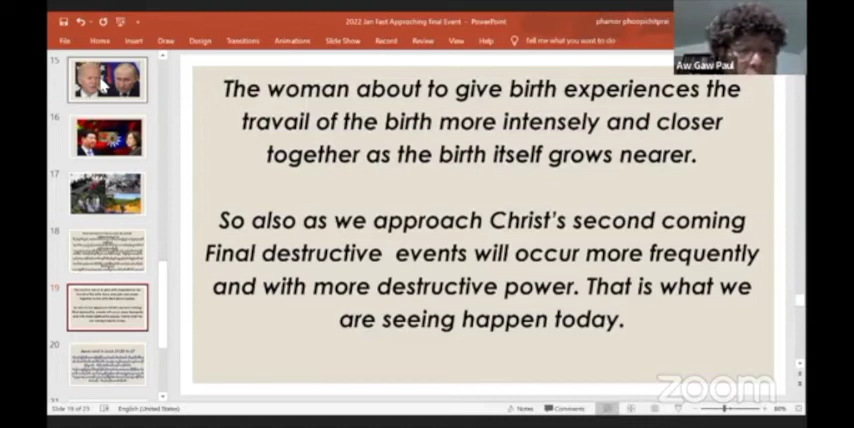 2022 Jan Fast Approching final Event - PowerPoint
phamor phoopichitprai
File Home Insert Draw Design Transitions Animations Slide Show Record Review View Help Tell me what you want to do
Aw Gaw Paul
15
16
17
18
19
20
The woman about to give birth experiences the
travail of the birth more intensely and closer
together as the birth itself grows nearer.
So also as we approach Christ's second coming
Final destructive events will occur more frequently
and with more destructive power. That is what we
are seeing happen today.
zoom
Slide 19 of 23 English (United States) Notes Comments 80%